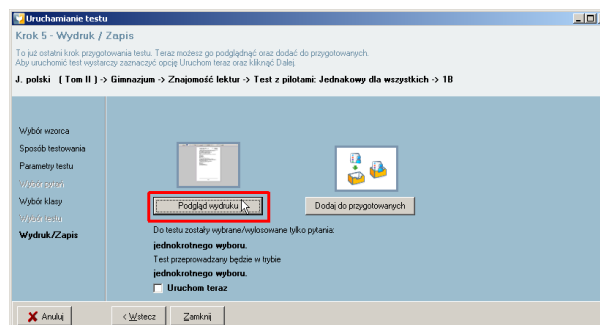 Uruchamianie testu
Krok 5 - Wydruk / Zapis
To już ostatni krok przygotowania testu. Teraz możesz go podglądnąć oraz dodać do przygotowanych.
Aby uruchomić test wystarczy zaznaczyć opcję Uruchom teraz oraz kliknąć Dalej.
J. polski ( Tom II ) -> Gimnazjum -> Znajomość lektur -> Test z pilotami: Jednakowy dla wszystkich -> 1B
Wybór wzorca
Sposób testowania
Parametry testu
Wybór pytań
Wybór klasy
Wybór testu
Wydruk/Zapis
Podgląd wydruku
Dodaj do przygotowanych
Do testu zostały wybrane/wylosowane tylko pytania:
jednokrotnego wyboru.
Test przeprowadzany będzie w trybie
jednokrotnego wyboru.
Uruchom teraz
Anuluj
< Wstecz
Zamknij